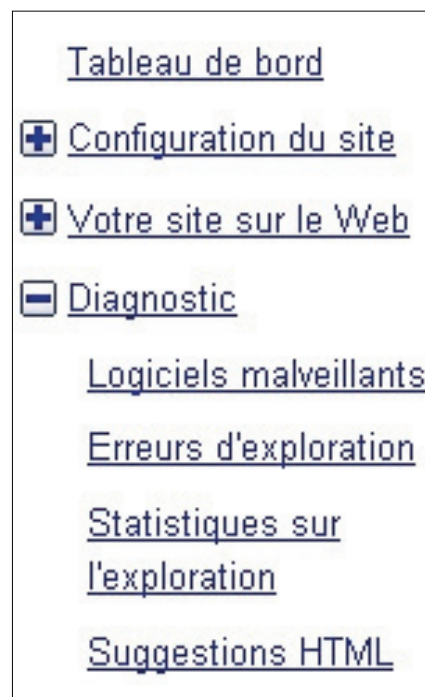 Tableau de bord
Configuration du site
Votre site sur le Web
Diagnostic
Logiciels malveillants
Erreurs d'exploration
Statistiques sur
l'exploration
Suggestions HTML